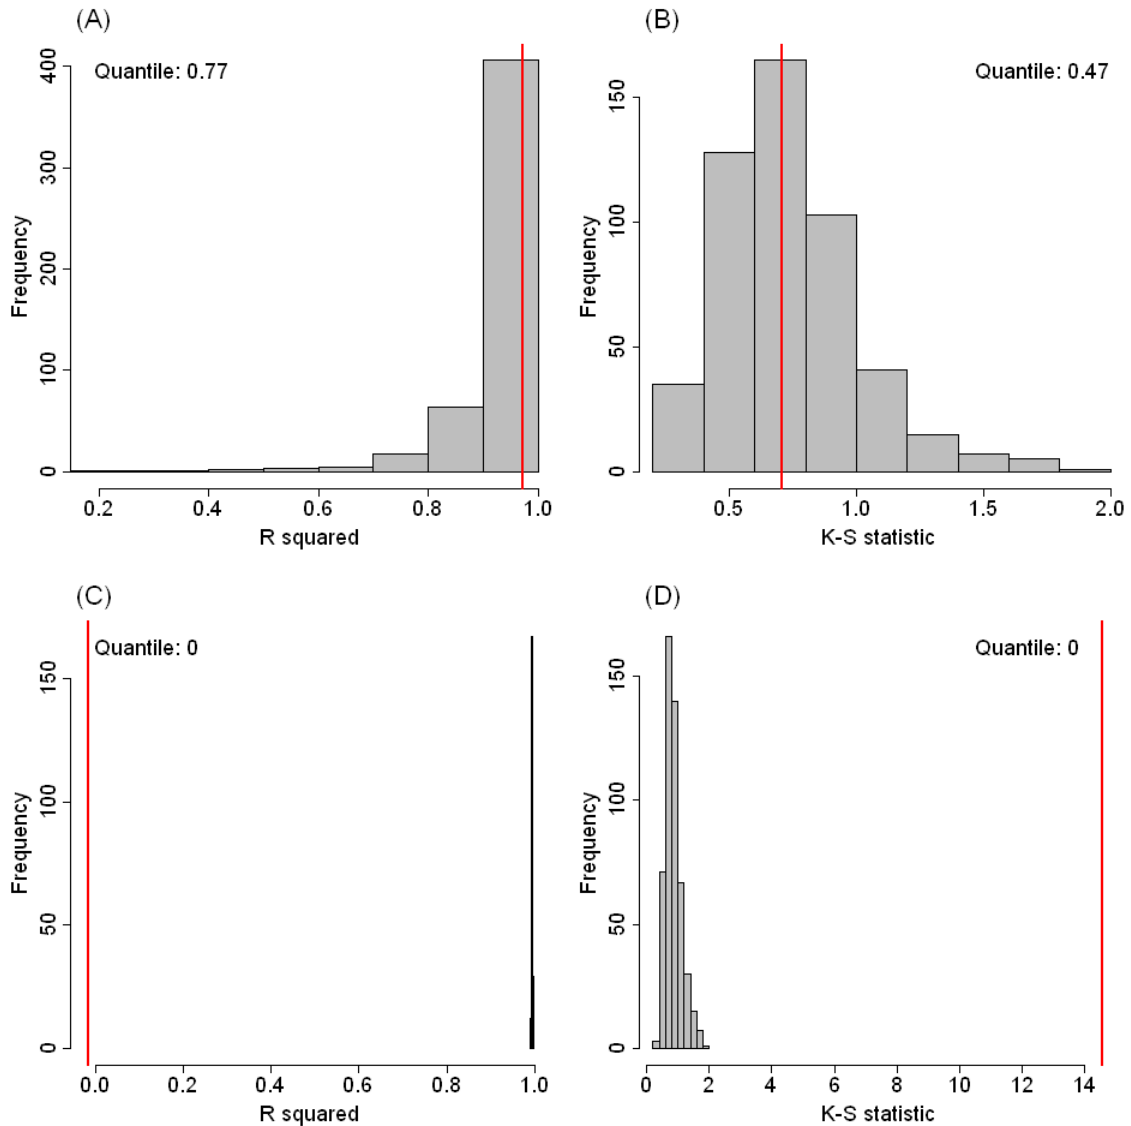 (A)
Quantile: 0.77
Frequency
0
100
200
300
400
0.2 0.4 0.6 0.8 1.0
R squared
(B)
Quantile: 0.47
Frequency
0
50
100
150
0.5 1.0 1.5 2.0
K-S statistic
(C)
Quantile: 0
Frequency
0
50
100
150
0.0 0.2 0.4 0.6 0.8 1.0
R squared
(D)
Quantile: 0
Frequency
0
50
100
150
0 2 4 6 8 10 12 14
K-S statistic